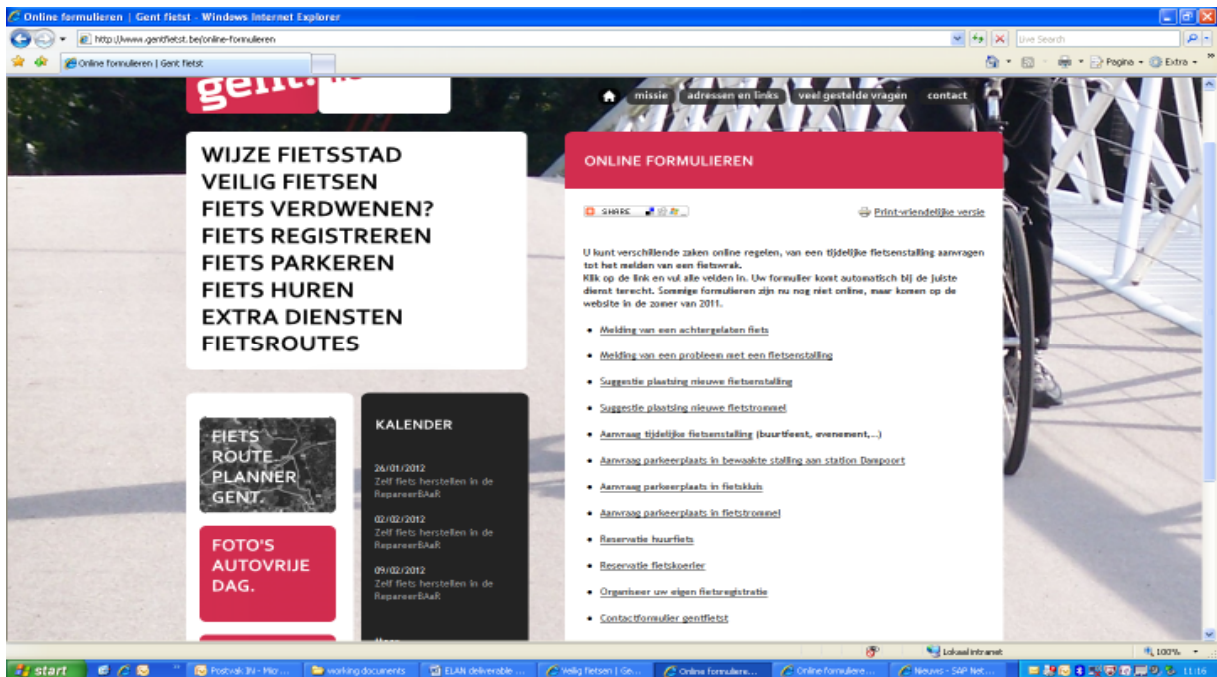 Online formulieren | Gent fietst - Windows Internet Explorer
http://www.gentfietst.be/online-formulieren
Live Search
Online formulieren | Gent fietst
Pagina
Extra
gent:
missie
adressen en links
veel gestelde vragen
contact
WIJZE FIETSSTAD
VEILIG FIETSEN
FIETS VERDWENEN?
FIETS REGISTREREN
FIETS PARKEREN
FIETS HUREN
EXTRA DIENSTEN
FIETSROUTES
FIETS
ROUTE
PLANNER
GENT.
FOTO'S
AUTOVRIJE
DAG.
KALENDER
26/01/2012
Zelf fiets herstellen in de
RepareerBAaR
02/02/2012
Zelf fiets herstellen in de
RepareerBAaR
09/02/2012
Zelf fiets herstellen in de
RepareerBAaR
ONLINE FORMULIEREN
SHARE
Print-vriendelijke versie
U kunt verschillende zaken online regelen, van een tijdelijke fietsenstalling aanvragen
tot het melden van een fietswrak.
Klik op de link en vul alle velden in. Uw formulier komt automatisch bij de juiste
dienst terecht. Sommige formulieren zijn nu nog niet online, maar komen op de
website in de zomer van 2011.
Melding van een achtergelaten fiets
Melding van een probleem met een fietsenstalling
Suggestie plaatsing nieuwe fietsenstalling
Suggestie plaatsing nieuwe fietstrommel
Aanvraag tijdelijke fietsenstalling (buurtfeest, evenement,...)
Aanvraag parkeerplaats in bewaakte stalling aan station Dampoort
Aanvraag parkeerplaats in fietskluis
Aanvraag parkeerplaats in fietstrommel
Reservatie huurfiets
Reservatie fietskoerier
Organiseer uw eigen fietsregistratie
Contactformulier gentfietst
Lokaal intranet
100%
start
Postvak IN - Micr...
working documents
ELAN deliverable ...
Veilig fietsen | Ge...
Online formuliere...
Online formuliere...
Nieuws - SAP Net...
11:16